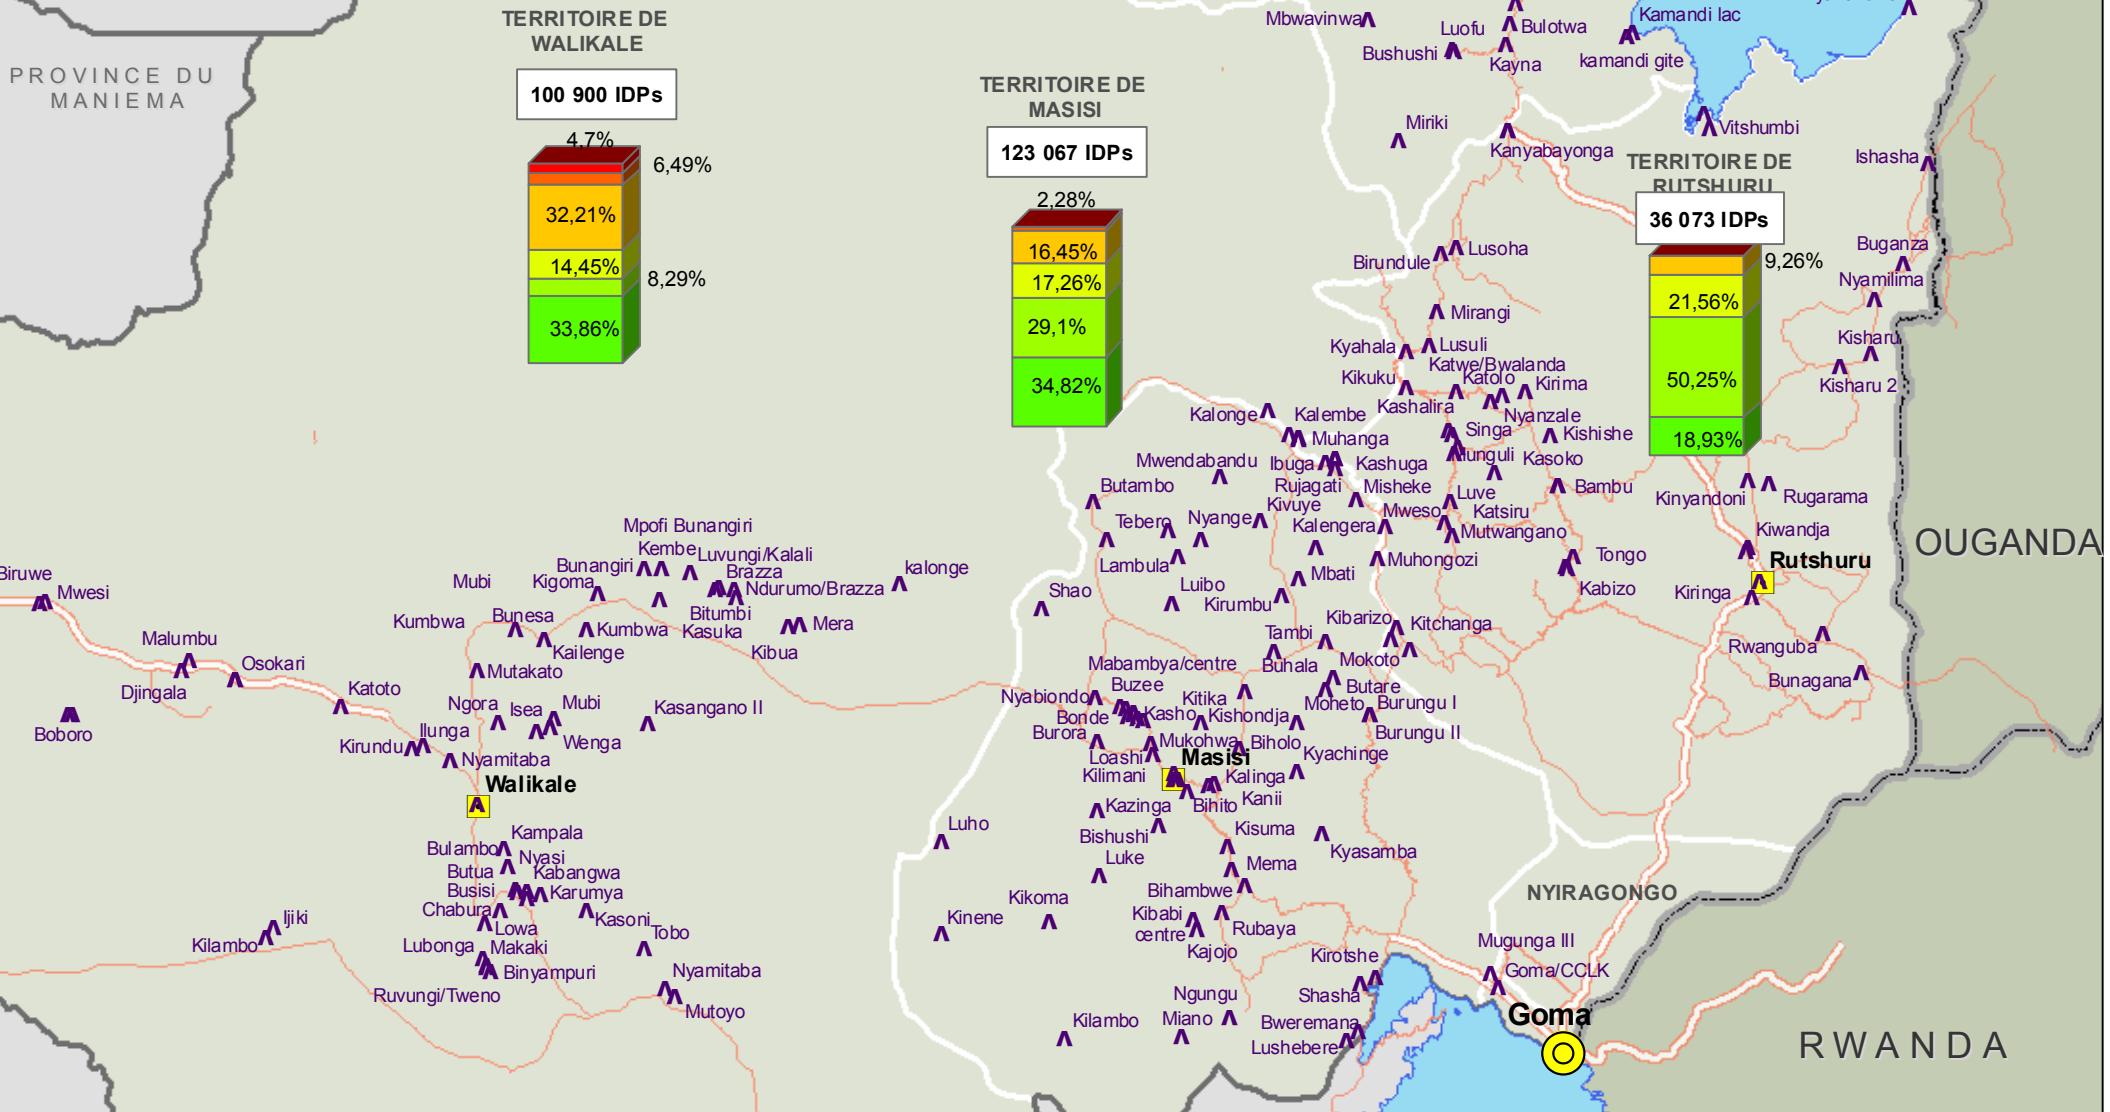 TERRITOIRE DE
WALIKALE
100 900 IDPs
4,7%
6,49%
32,21%
14,45%
8,29%
33,86%
PROVINCE DU
MANIEMA
TERRITOIRE DE
MASISI
123 067 IDPs
2,28%
16,45%
17,26%
29,1%
34,82%
TERRITOIRE DE
RUTSHURU
36 073 IDPs
9,26%
21,56%
50,25%
18,93%
Mbwavinwa
Luofu
Bulotwa
Bushushi
Kayna
Kamandi lac
kamandi gite
Miriki
Vitshumbi
Kanyabayonga
Ishasha
Lusoha
Birundule
Buganza
Nyamilima
Mirangi
Kisharu
Kyahala
Lusuli
Katwe/Bwalanda
Kisharu 2
Kikuku
Katolo
Kirima
Kashalira
Nyanzale
Kalonge
Kalembe
Muhanga
Singa
Kishishe
Mwendabandu
Ibuga
Kashuga
Kasoko
Butambo
Rujagati
Misheke
Luve
Bambu
Kinyandoni
Rugarama
Kivuye
Mweso
Katsiru
Tebero
Nyange
Kalengera
Mutwangano
Kiwandja
OUGANDA
Mpofi Bunangiri
Kembe
Luvungi/Kalali
Bunangiri
Brazza
kalonge
Lambula
Muhongozi
Tongo
Rutshuru
Biruwe
Mwesi
Mubi
Kigoma
Ndurumo/Brazza
Shao
Luibo
Mbati
Kabizo
Kiringa
Kumbwa
Bunesa
Bitumbi
Kirumbu
Kumbwa
Kasuka
Mera
Kibarizo
Kitchanga
Malumbu
Kailenge
Kibua
Tambi
Rwanguba
Osokari
Mutakato
Mabambya/centre
Buhala
Mokoto
Bunagana
Djingala
Katoto
Ngora
Isea
Mubi
Kasangano II
Nyabiondo
Buzee
Kitika
Butare
Moheto
Burungu I
Boboro
Ilunga
Wenga
Bonde
Kasho
Kishondja
Burora
Burungu II
Kirundu
Nyamitaba
Mukohwa
Biholo
Loashi
Masisi
Kyachinge
Walikale
Kilimani
Kalinga
Kazinga
Bihito
Kanii
Kampala
Luho
Bishushi
Kisuma
Bulambo
Nyasi
Luke
Kyasamba
Butua
Kabangwa
Mema
Busisi
Karumya
Bihambwe
NYIRAGONGO
Chabura
Kasoni
Kikoma
Kibabi
centre
Ijiki
Lowa
Kinene
Rubaya
Kilambo
Lubonga
Makaki
Tobo
Kajojo
Kirotshe
Mugunga III
Binyampuri
Nyamitaba
Goma/CCLK
Ruvungi/Tweno
Mutoyo
Ngungu
Shasha
Goma
Kilambo
Miano
Bweremana
Lushebere
RWANDA